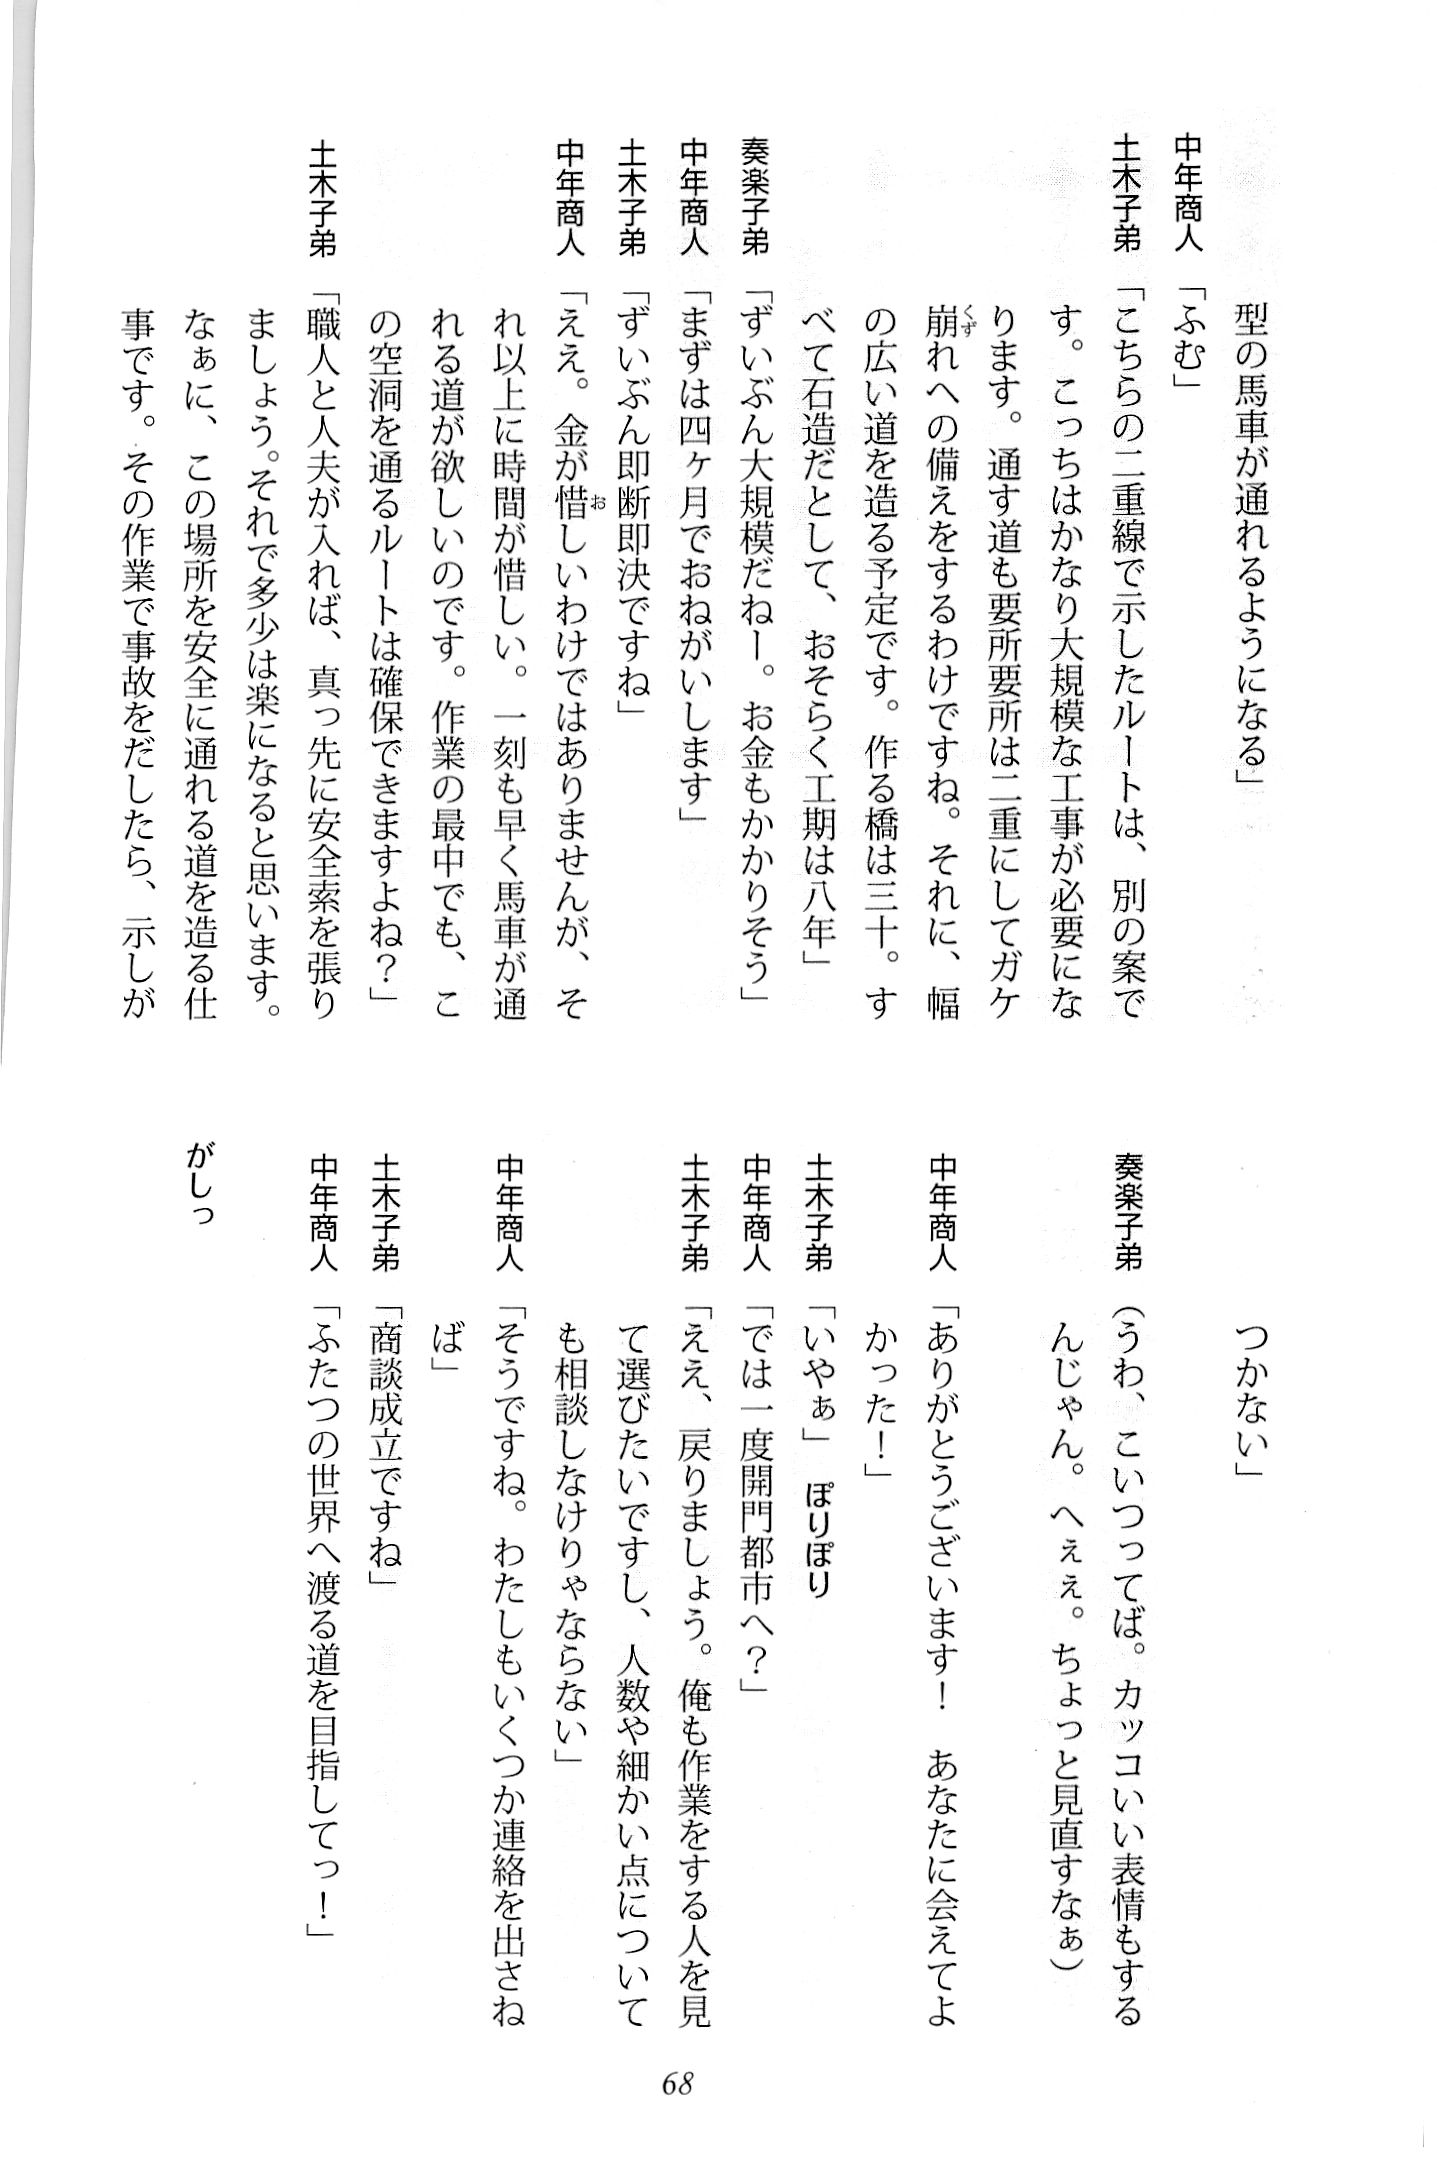 型の馬車が通れるようになる」
中年商人「ふむ」
土木子弟「こちらの二重線で示したルートは、別の案で
す。こっちはかなり大規模な工事が必要にな
ります。通す道も要所要所は二重にしてガケ
崩れへの備えをするわけですね。それに、幅
の広い道を造る予定です。作る橋は三十。す
べて石造だとして、おそらく工期は八年」
奏楽子弟「ずいぶん大規模だねー。お金もかかりそう」
中年商人「まずは四ヶ月でおねがいします」
土木子弟「ずいぶん即断即決ですね」
中年商人「ええ。金が惜しいわけではありませんが、そ
れ以上に時間が惜しい。一刻も早く馬車が通
れる道が欲しいのです。作業の最中でも、こ
の空洞を通るルートは確保できますよね？」
土木子弟「職人と人夫が入れば、真っ先に安全索を張り
ましょう。それで多少は楽になると思います。
なぁに、この場所を安全に通れる道を造る仕
事です。その作業で事故をだしたら、示しが
つかない」
奏楽子弟（うわ、こいつってば。カッコいい表情もする
んじゃん。へぇぇ。ちょっと見直すなぁ）
中年商人「ありがとうございます！　あなたに会えてよ
かった！」
土木子弟「いやぁ」ぽりぽり
中年商人「では一度開門都市へ？」
土木子弟「ええ、戻りましょう。俺も作業をする人を見
て選びたいですし、人数や細かい点について
も相談しなけりゃならない」
中年商人「そうですね。わたしもいくつか連絡を出さね
ば」
土木子弟「商談成立ですね」
中年商人「ふたつの世界へ渡る道を目指してっ！」
がしっ
68